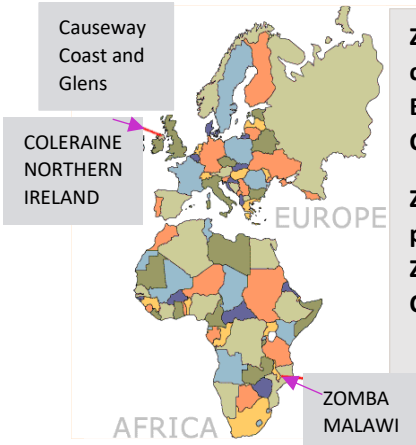 Causeway
Coast and
Glens
COLERAINE
NORTHERN
IRELAND
EUROPE
AFRICA
ZOMBA
MALAWI